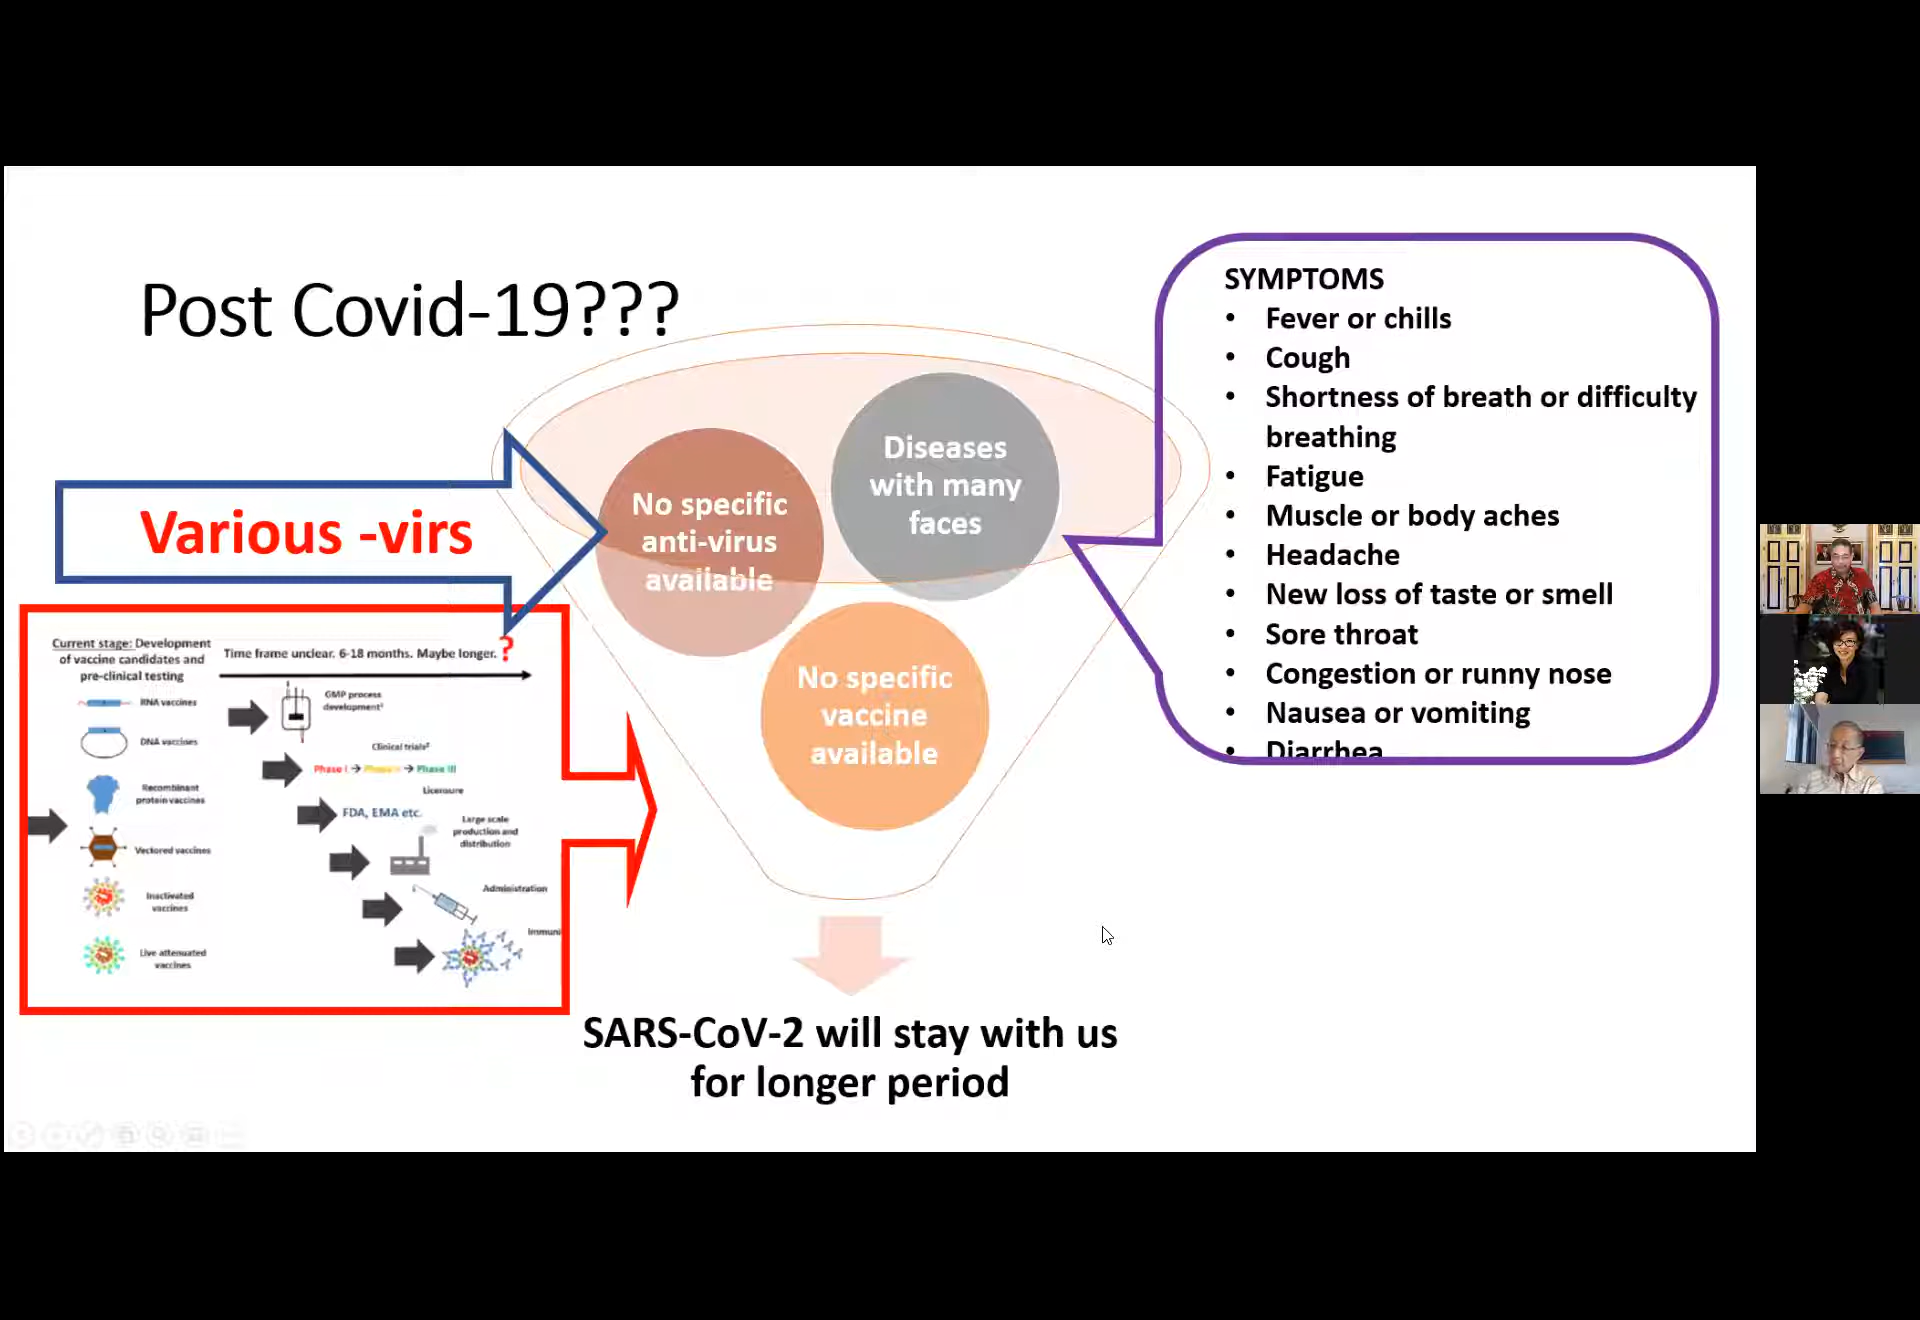 Post Covid-19???
Various -virs
No specific
anti-virus
available
Diseases
with many
faces
No specific
vaccine
available
SYMPTOMS
• Fever or chills
• Cough
• Shortness of breath or difficulty
breathing
• Fatigue
• Muscle or body aches
• Headache
• New loss of taste or smell
• Sore throat
• Congestion or runny nose
• Nausea or vomiting
• Diarrhea
Current stage: Development
of vaccine candidates and
pre-clinical testing
Time frame unclear. 6-18 months. Maybe longer. ?
RNA vaccines
DNA vaccines
Recombinant
protein vaccines
Vectored vaccines
Inactivated
vaccines
Live attenuated
vaccines
GMP process
development¹
Clinical trials²
Phase I → Phase II → Phase III
Licensure
FDA, EMA etc.
Large scale
production and
distribution
Administration
Immuni
SARS-CoV-2 will stay with us
for longer period